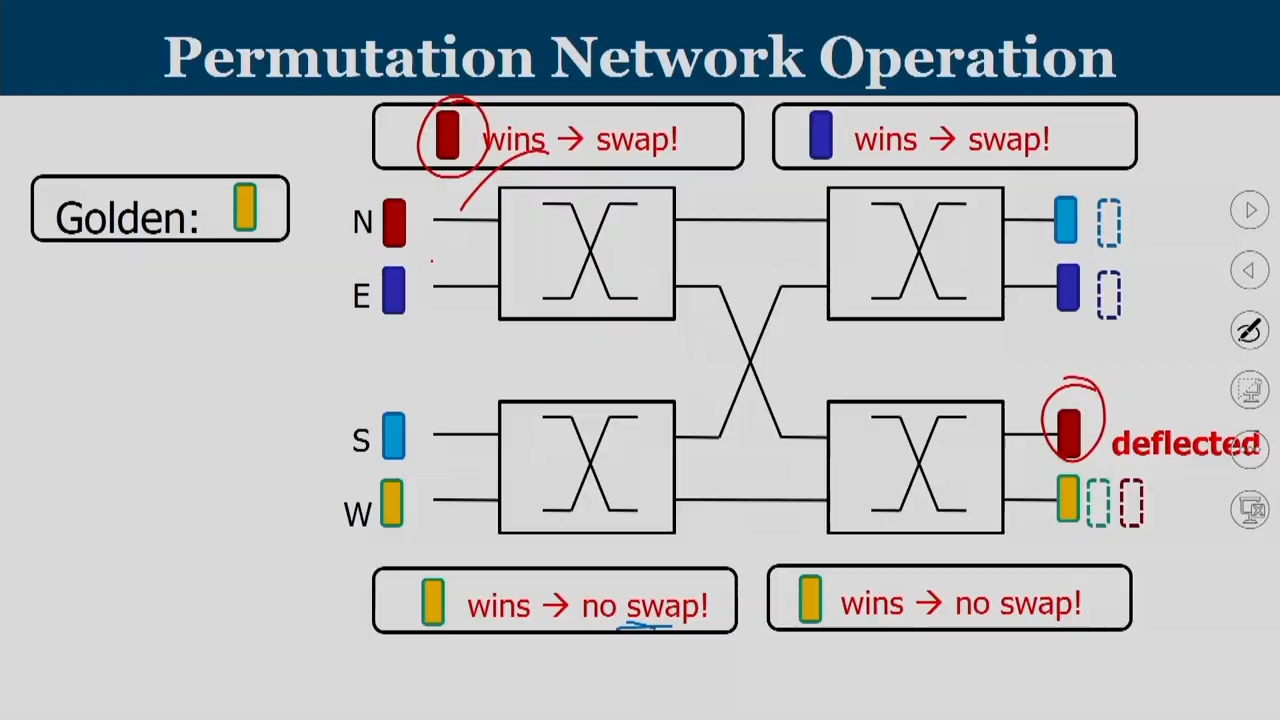 Permutation Network Operation
wins → swap!
wins → swap!
Golden:
N
E
S
deflected
W
wins → no swap!
wins → no swap!